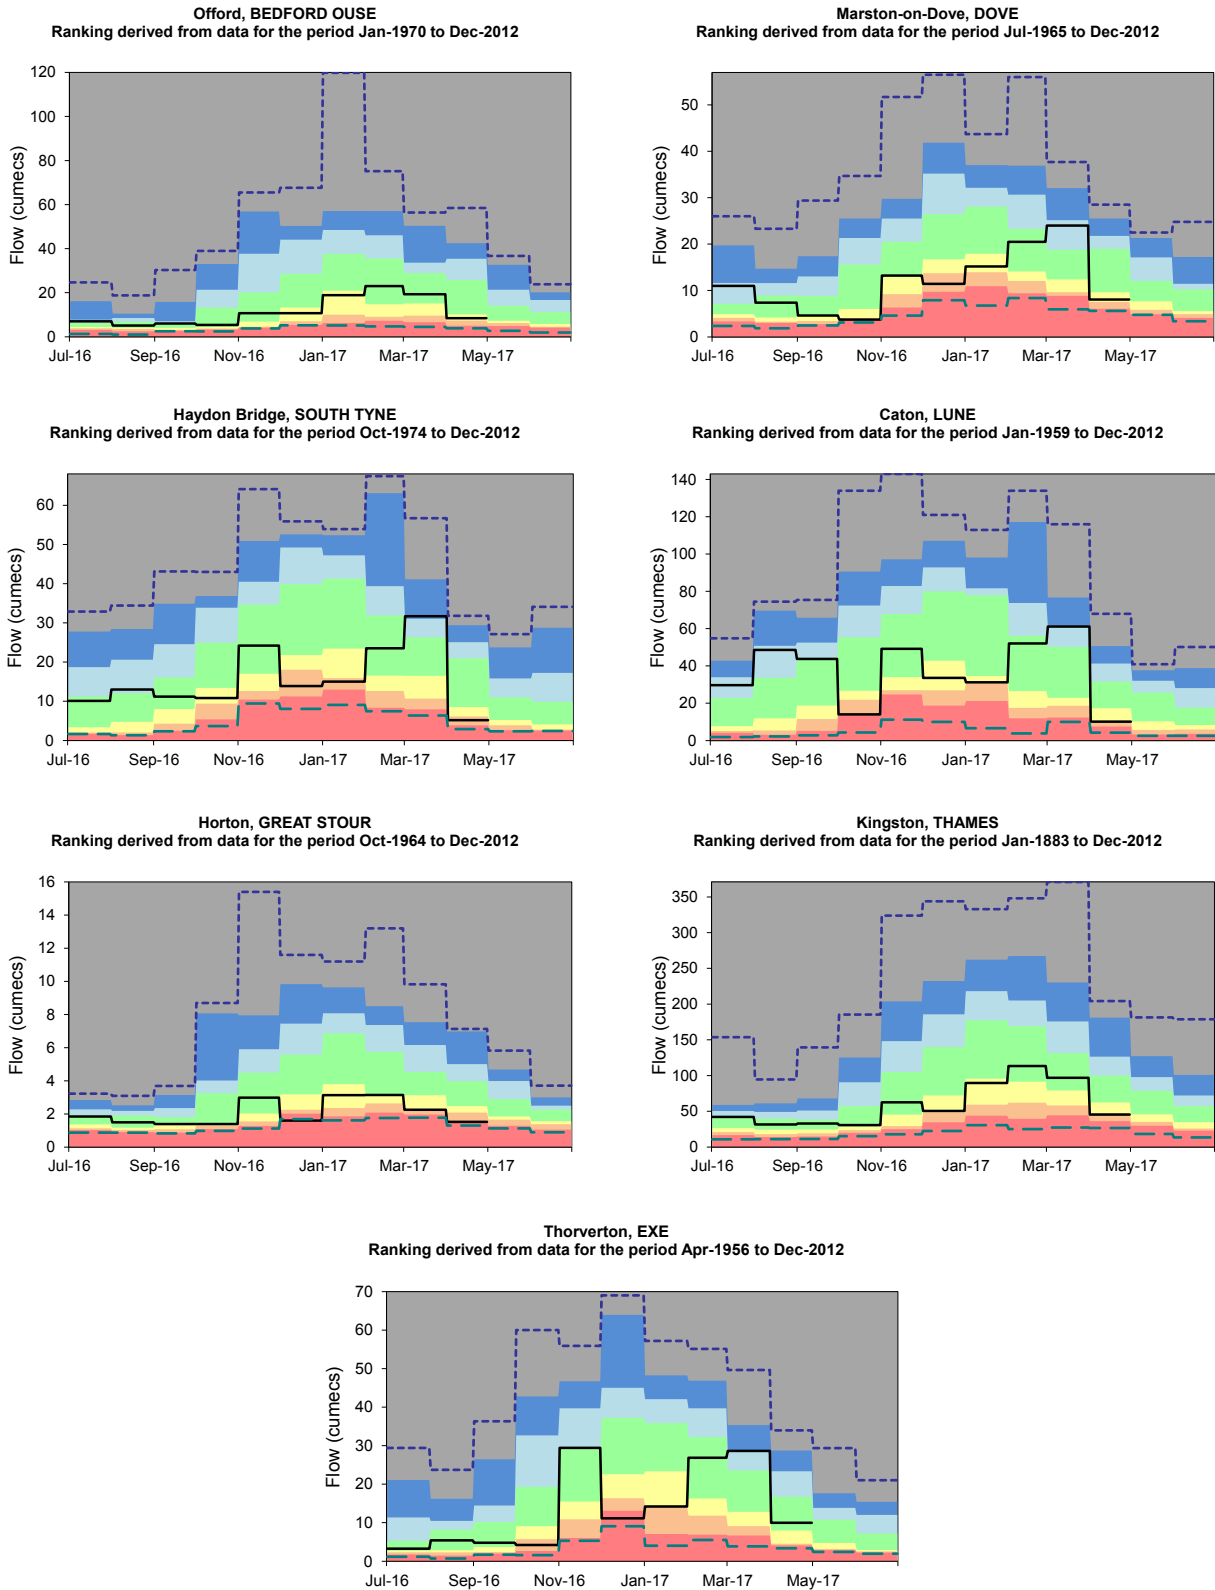 Offord, BEDFORD OUSE
Ranking derived from data for the period Jan-1970 to Dec-2012
120
100
80
60
40
20
0
Flow (cumecs)
Jul-16 Sep-16 Nov-16 Jan-17 Mar-17 May-17
Marston-on-Dove, DOVE
Ranking derived from data for the period Jul-1965 to Dec-2012
50
40
30
20
10
0
Flow (cumecs)
Jul-16 Sep-16 Nov-16 Jan-17 Mar-17 May-17
Haydon Bridge, SOUTH TYNE
Ranking derived from data for the period Oct-1974 to Dec-2012
60
50
40
30
20
10
0
Flow (cumecs)
Jul-16 Sep-16 Nov-16 Jan-17 Mar-17 May-17
Caton, LUNE
Ranking derived from data for the period Jan-1959 to Dec-2012
140
120
100
80
60
40
20
0
Flow (cumecs)
Jul-16 Sep-16 Nov-16 Jan-17 Mar-17 May-17
Horton, GREAT STOUR
Ranking derived from data for the period Oct-1964 to Dec-2012
16
14
12
10
8
6
4
2
0
Flow (cumecs)
Jul-16 Sep-16 Nov-16 Jan-17 Mar-17 May-17
Kingston, THAMES
Ranking derived from data for the period Jan-1883 to Dec-2012
350
300
250
200
150
100
50
0
Flow (cumecs)
Jul-16 Sep-16 Nov-16 Jan-17 Mar-17 May-17
Thorverton, EXE
Ranking derived from data for the period Apr-1956 to Dec-2012
70
60
50
40
30
20
10
0
Flow (cumecs)
Jul-16 Sep-16 Nov-16 Jan-17 Mar-17 May-17